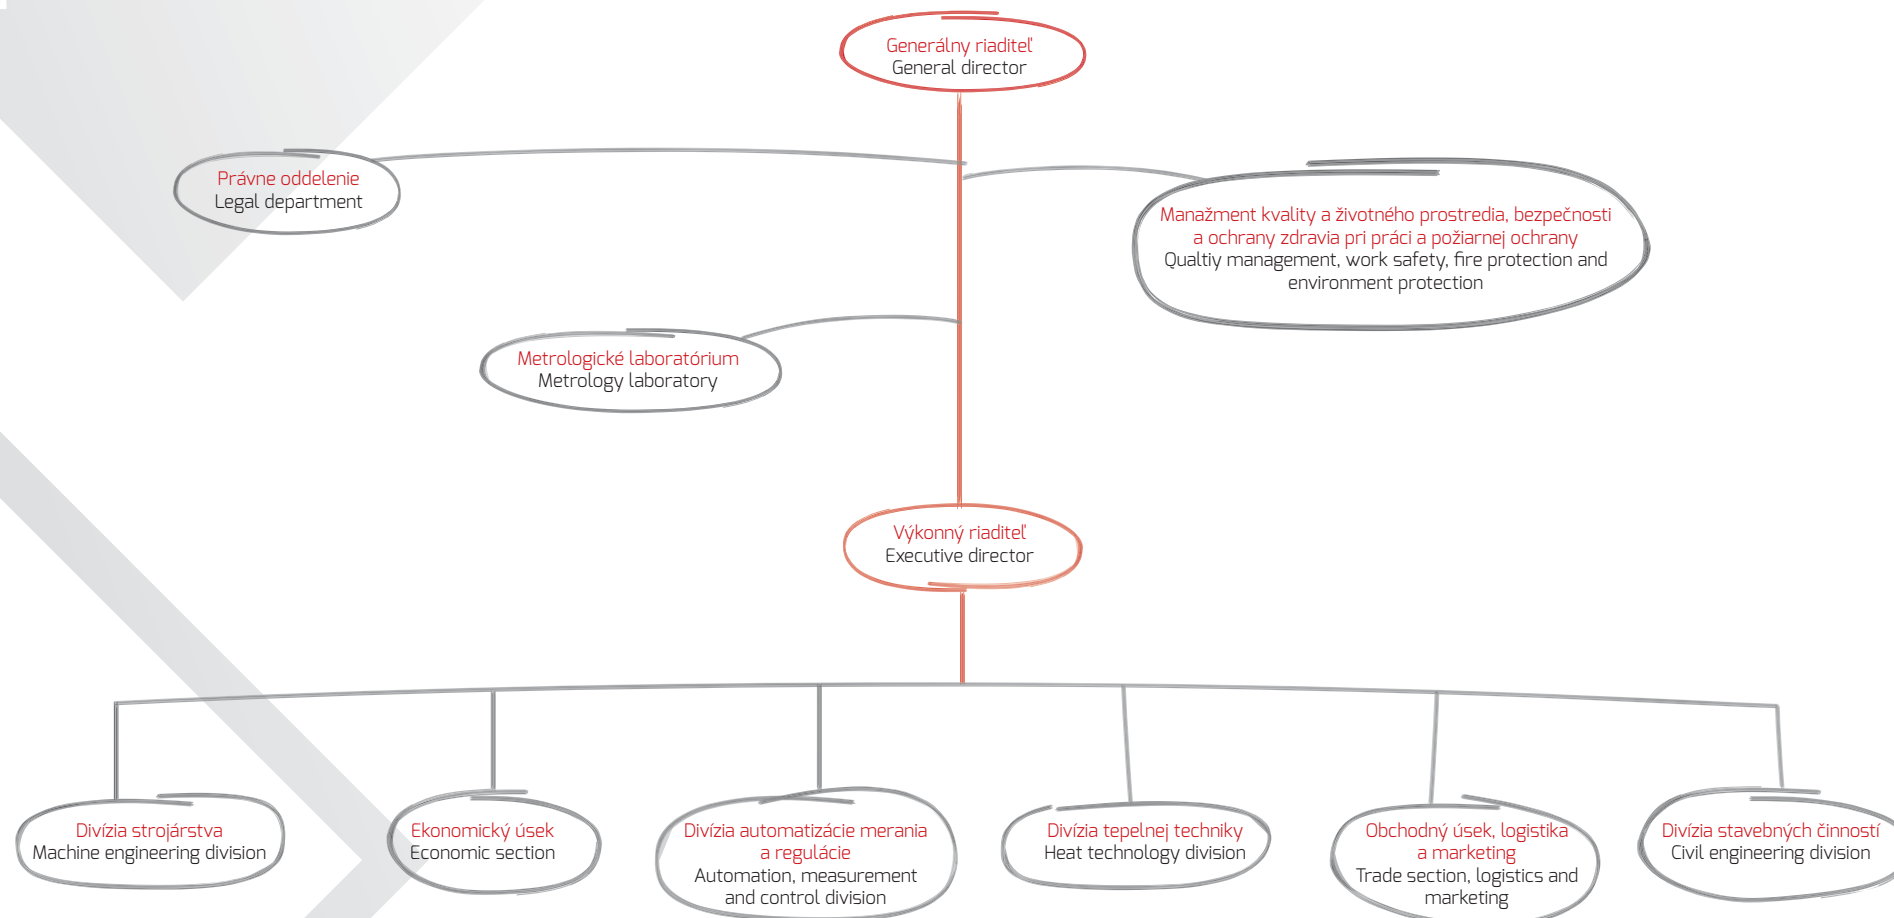 Generálny riaditeľ
General director
Právne oddelenie
Legal department
Manažment kvality a životného prostredia, bezpečnosti
a ochrany zdravia pri práci a požiarnej ochrany
Qualtiy management, work safety, fire protection and
environment protection
Metrologické laboratórium
Metrology laboratory
Výkonný riaditeľ
Executive director
Divízia strojárstva
Machine engineering division
Ekonomický úsek
Economic section
Divízia automatizácie merania
a regulácie
Automation, measurement
and control division
Divízia tepelnej techniky
Heat technology division
Obchodný úsek, logistika
a marketing
Trade section, logistics and
marketing
Divízia stavebných činností
Civil engineering division